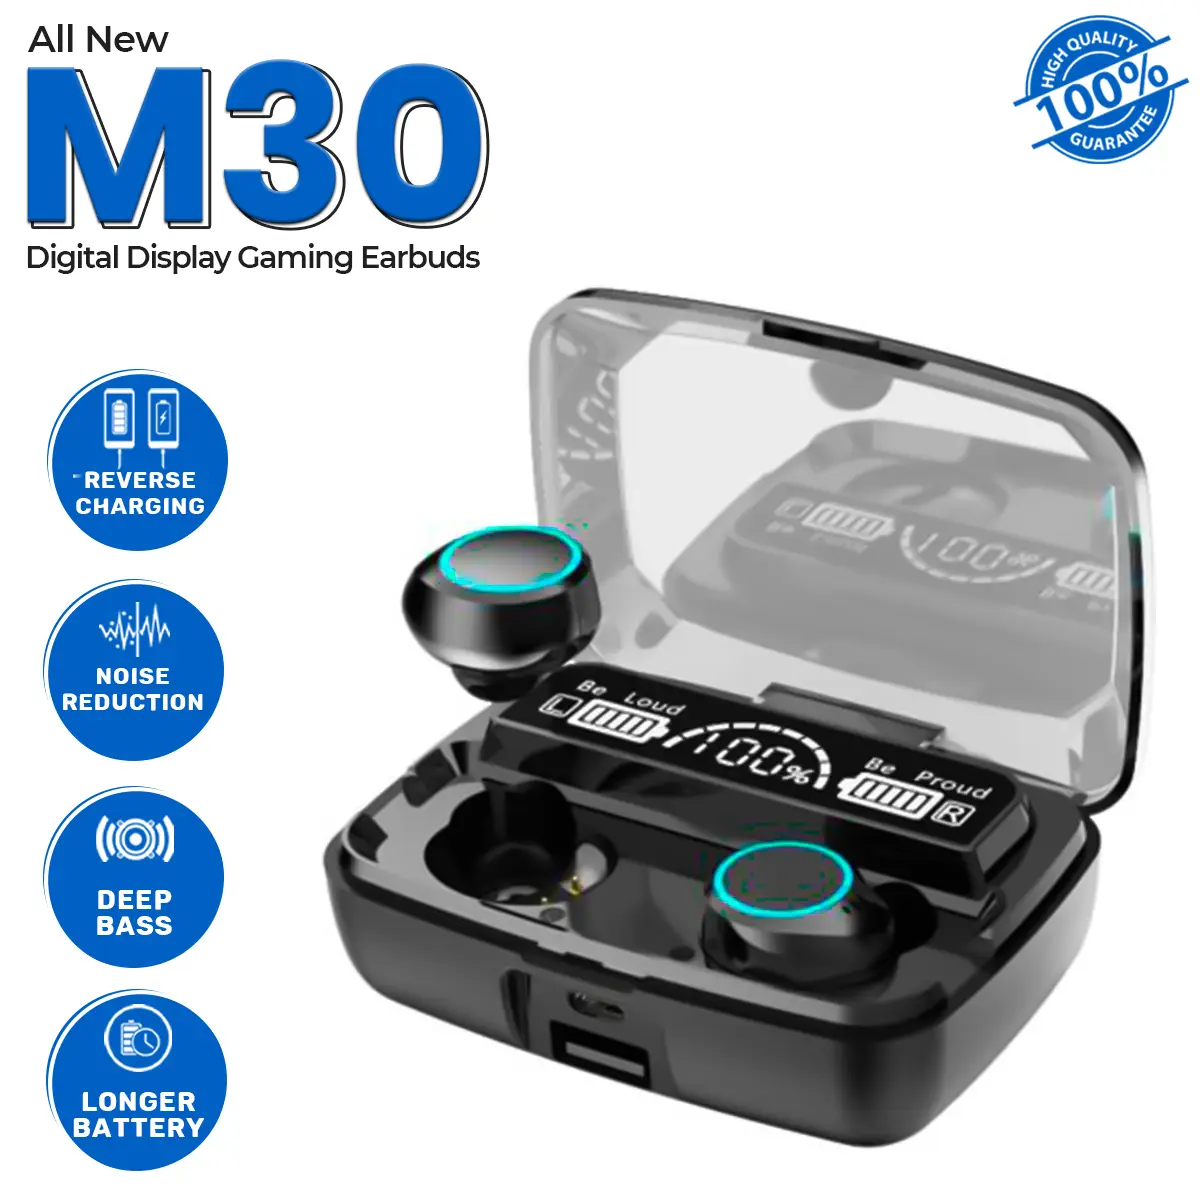 All New
M30
Digital Display Gaming Earbuds
HIGH QUALITY
100%
GUARANTEE
REVERSE
CHARGING
NOISE
REDUCTION
DEEP
BASS
LONGER
BATTERY
Be Loud
L
100%
Be Proud
R
100%